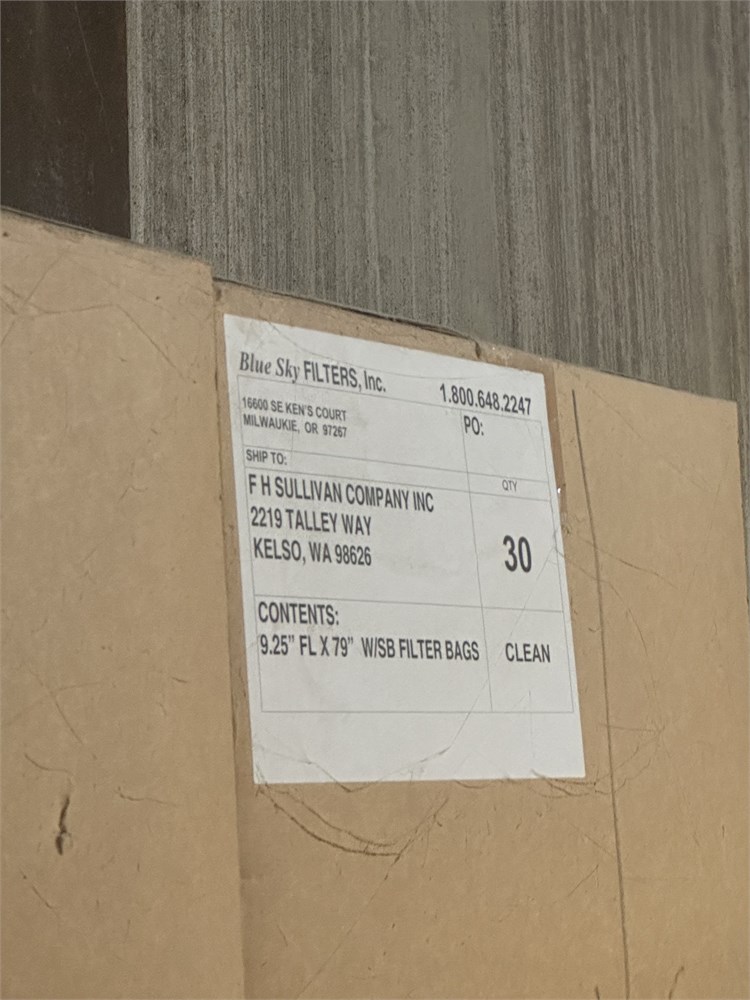 Blue Sky FILTERS, Inc.
1.800.648.2247
16600 SE KEN'S COURT
MILWAUKIE, OR 97267
PO:
SHIP TO:
QTY
F H SULLIVAN COMPANY INC
2219 TALLEY WAY
KELSO, WA 98626
30
CONTENTS:
9.25" FL X 79" W/SB FILTER BAGS
CLEAN